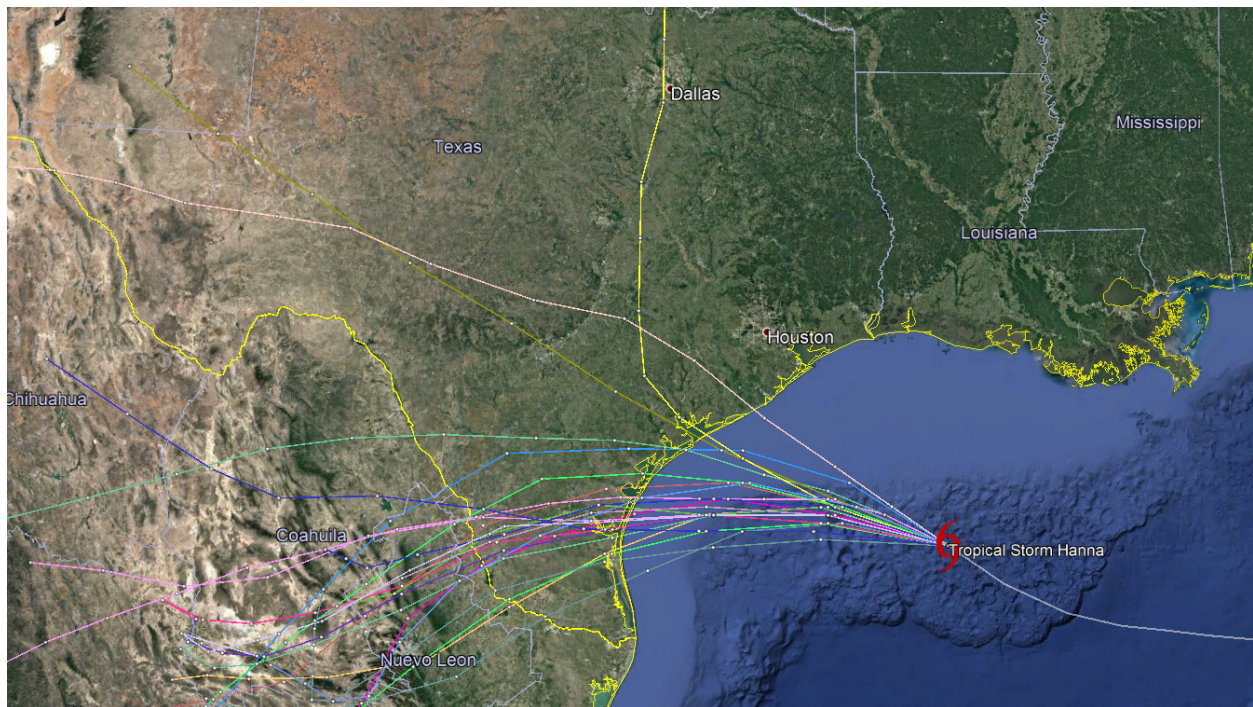 Dallas
Mississippi
Texas
Louisiana
Houston
Chihuahua
Coahuila
Tropical Storm Hanna
Nuevo Leon